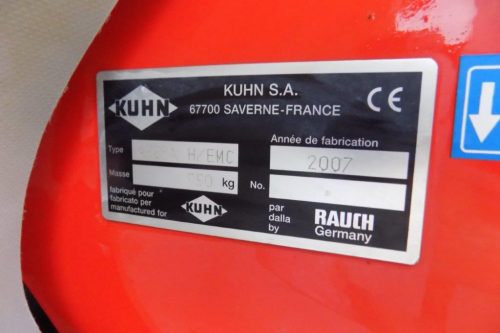 KUHN
KUHN S.A.
67700 SAVERNE-FRANCE
CE
Type H/EMC
Année de fabrication
2007
Masse 550 kg
No.
fabriqué pour
fabricato per
manufactured for
KUHN
par
dalla
by
RAUCH
Germany